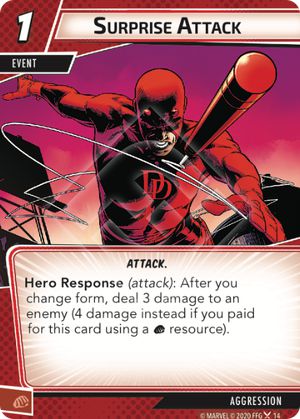 1
SURPRISE ATTACK
EVENT
DD
ATTACK.
Hero Response (attack): After you
change form, deal 3 damage to an
enemy (4 damage instead if you paid
for this card using a resource).
AGGRESSION
© MARVEL © 2020 FFG 14